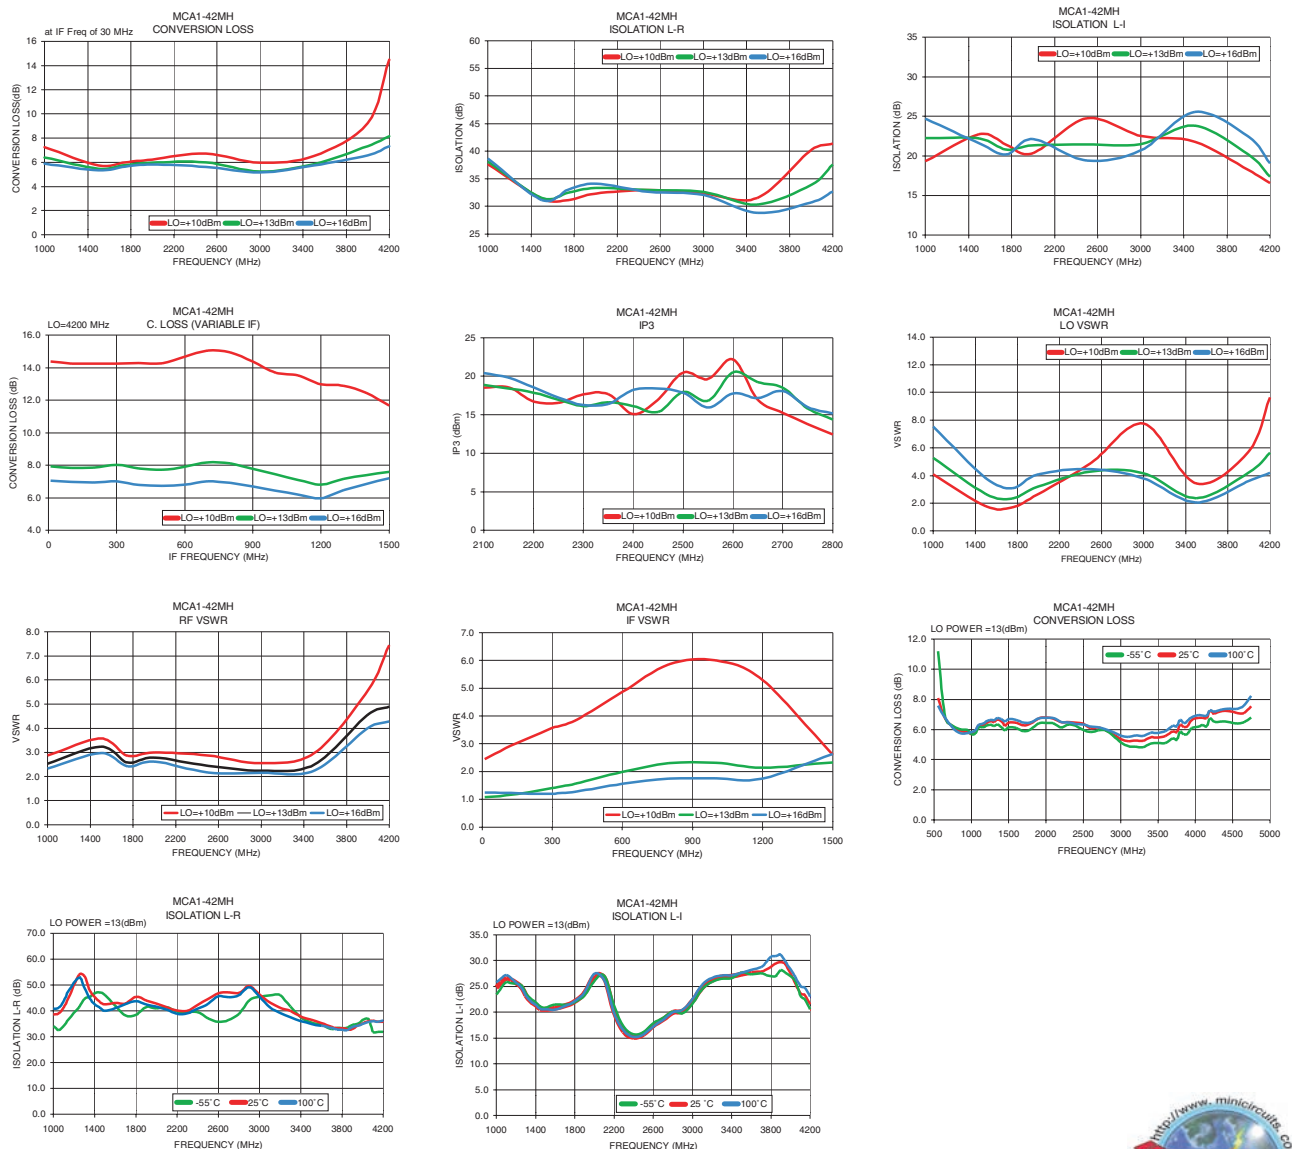 MCA1-42MH
CONVERSION LOSS
at IF Freq of 30 MHz
CONVERSION LOSS(dB)
16
14
12
10
8
6
4
2
0
LO=+10dBm LO=+13dBm LO=+16dBm
1000 1400 1800 2200 2600 3000 3400 3800 4200
FREQUENCY (MHz)
MCA1-42MH
ISOLATION L-R
ISOLATION (dB)
60
55
50
45
40
35
30
25
LO=+10dBm LO=+13dBm LO=+16dBm
1000 1400 1800 2200 2600 3000 3400 3800 4200
FREQUENCY (MHz)
MCA1-42MH
ISOLATION L-I
ISOLATION (dB)
35
30
25
20
15
10
LO=+10dBm LO=+13dBm LO=+16dBm
1000 1400 1800 2200 2600 3000 3400 3800 4200
FREQUENCY (MHz)
MCA1-42MH
C. LOSS (VARIABLE IF)
LO=4200 MHz
CONVERSION LOSS (dB)
16.0
14.0
12.0
10.0
8.0
6.0
4.0
LO=+10dBm LO=+13dBm LO=+16dBm
0 300 600 900 1200 1500
IF FREQUENCY (MHz)
MCA1-42MH
IP3
IP3 (dBm)
25
20
15
10
5
0
LO=+10dBm LO=+13dBm LO=+16dBm
2100 2200 2300 2400 2500 2600 2700 2800
FREQUENCY (MHz)
MCA1-42MH
LO VSWR
VSWR
14.0
12.0
10.0
8.0
6.0
4.0
2.0
0.0
LO=+10dBm LO=+13dBm LO=+16dBm
1000 1400 1800 2200 2600 3000 3400 3800 4200
FREQUENCY (MHz)
MCA1-42MH
RF VSWR
VSWR
8.0
7.0
6.0
5.0
4.0
3.0
2.0
1.0
0.0
LO=+10dBm LO=+13dBm LO=+16dBm
1000 1400 1800 2200 2600 3000 3400 3800 4200
FREQUENCY (MHz)
MCA1-42MH
IF VSWR
VSWR
7.0
6.0
5.0
4.0
3.0
2.0
1.0
0.0
LO=+10dBm LO=+13dBm LO=+16dBm
0 300 600 900 1200 1500
FREQUENCY (MHz)
MCA1-42MH
CONVERSION LOSS
LO POWER =13(dBm)
CONVERSION LOSS (dB)
12.0
10.0
8.0
6.0
4.0
2.0
0.0
-55°C 25°C 100°C
500 1000 1500 2000 2500 3000 3500 4000 4500 5000
FREQUENCY (MHz)
MCA1-42MH
ISOLATION L-R
LO POWER =13(dBm)
ISOLATION L-R (dB)
70.0
60.0
50.0
40.0
30.0
20.0
10.0
0.0
-55°C 25°C 100°C
1000 1400 1800 2200 2600 3000 3400 3800 4200
FREQUENCY (MHz)
MCA1-42MH
ISOLATION L-I
LO POWER =13(dBm)
ISOLATION L-I (dB)
35.0
30.0
25.0
20.0
15.0
10.0
5.0
0.0
-55°C 25 °C 100°C
1000 1400 1800 2200 2600 3000 3400 3800 4200
FREQUENCY (MHz)
http://www.minicircuits.co